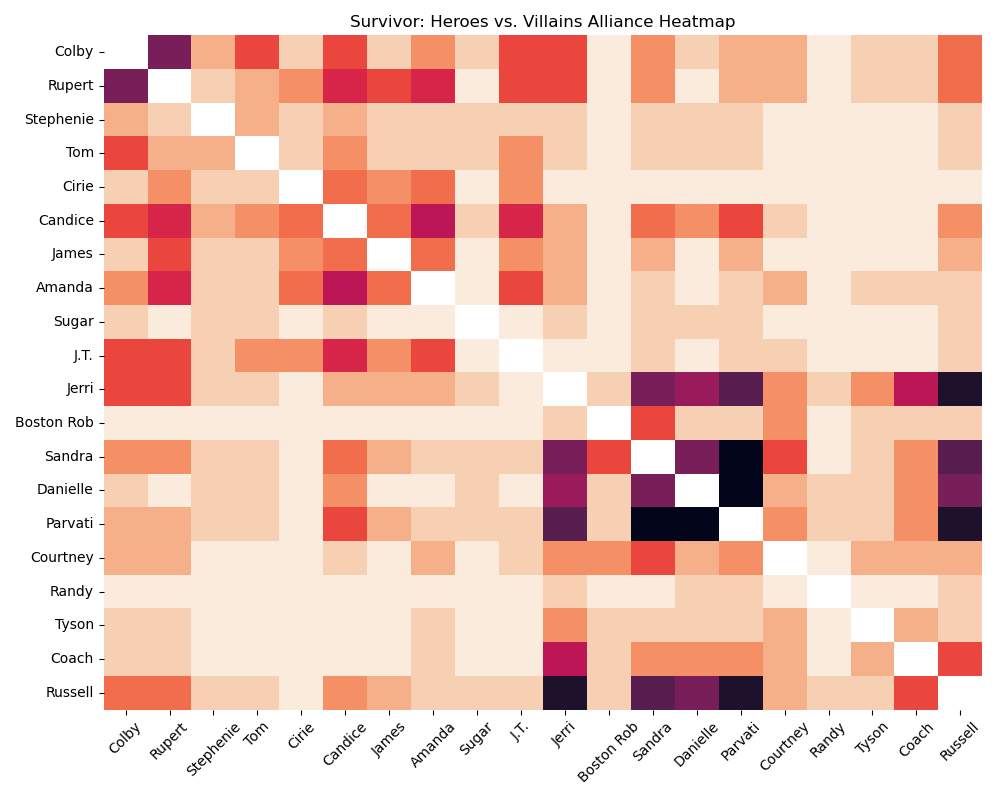 Survivor: Heroes vs. Villains Alliance Heatmap
Colby
Rupert
Stephenie
Tom
Cirie
Candice
James
Amanda
Sugar
J.T.
Jerri
Boston Rob
Sandra
Danielle
Parvati
Courtney
Randy
Tyson
Coach
Russell
Colby
Rupert
Stephenie
Tom
Cirie
Candice
James
Amanda
Sugar
J.T.
Jerri
Boston Rob
Sandra
Danielle
Parvati
Courtney
Randy
Tyson
Coach
Russell